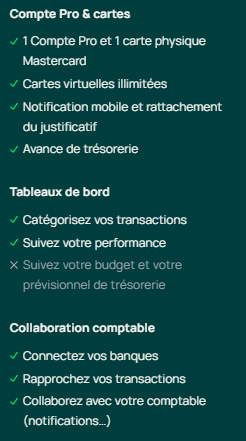 Compte Pro & cartes
1 Compte Pro et 1 carte physique
Mastercard
Cartes virtuelles illimitées
Notification mobile et rattachement
du justificatif
Avance de trésorerie
Tableaux de bord
Catégorisez vos transactions
Suivez votre performance
Suivez votre budget et votre
prévisionnel de trésorerie
Collaboration comptable
Connectez vos banques
Rapprochez vos transactions
Collaborez avec votre comptable
(notifications...)